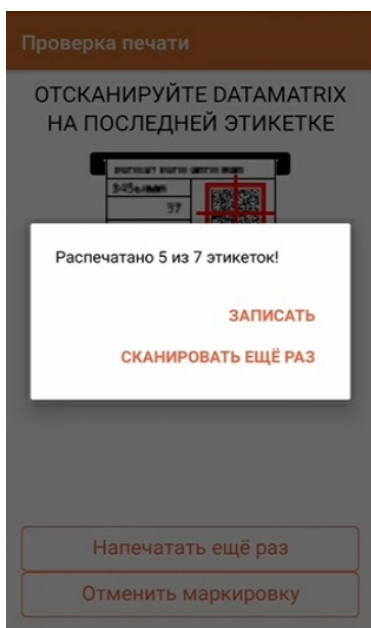 Проверка печати
ОТСКАНИРУЙТЕ DATAMATRIX
НА ПОСЛЕДНЕЙ ЭТИКЕТКЕ
37
Распечатано 5 из 7 этикеток!
ЗАПИСАТЬ
СКАНИРОВАТЬ ЕЩЁ РАЗ
Напечатать ещё раз
Отменить маркировку